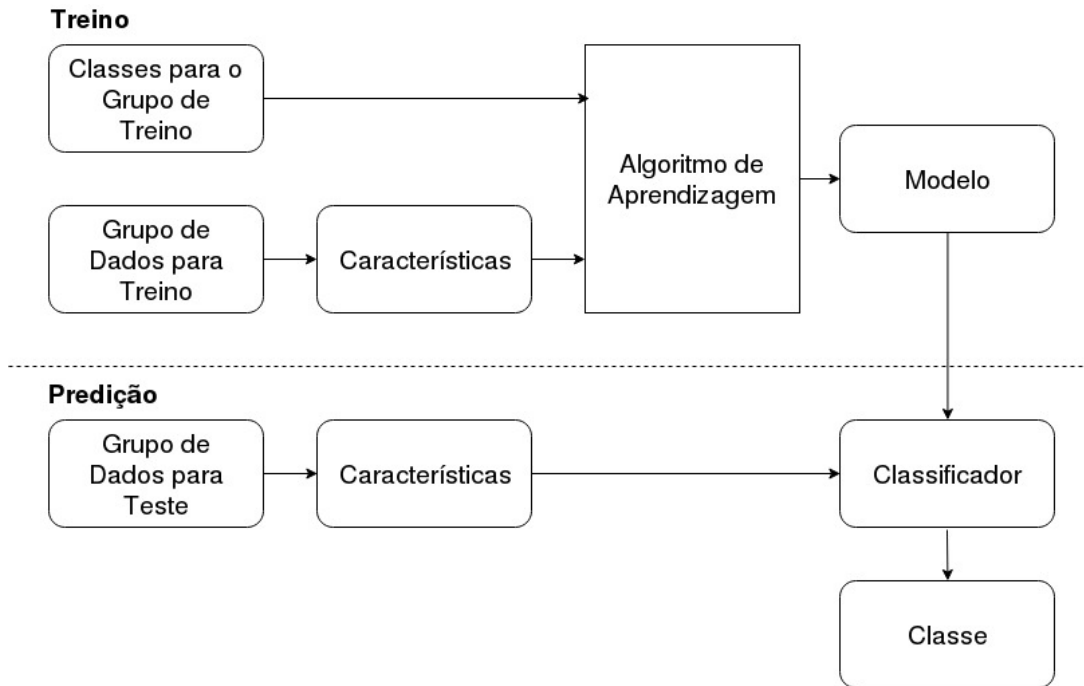 Treino
Classes para o
Grupo de
Treino
Algoritmo de
Aprendizagem
Modelo
Grupo de
Dados para
Treino
Características
Predição
Grupo de
Dados para
Teste
Características
Classificador
Classe